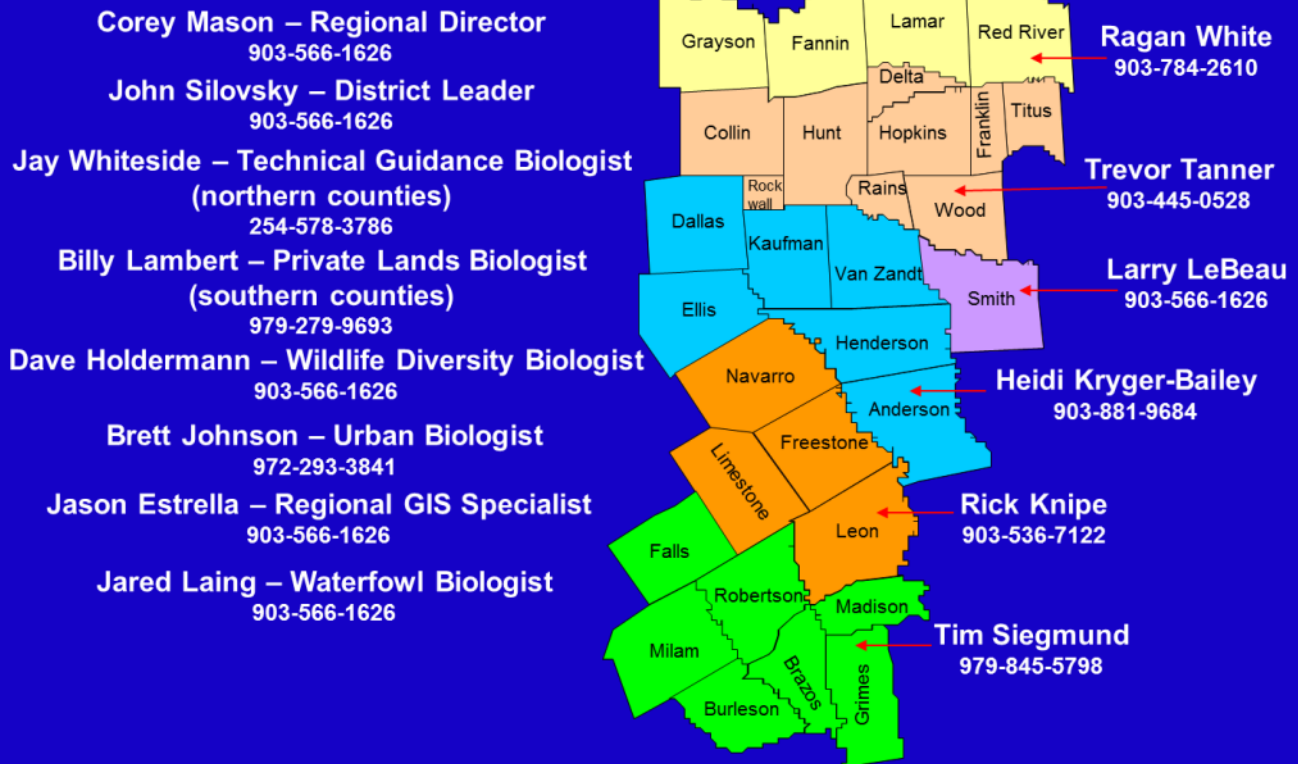 Corey Mason – Regional Director
903-566-1626
John Silovsky – District Leader
903-566-1626
Jay Whiteside – Technical Guidance Biologist
(northern counties)
254-578-3786
Billy Lambert – Private Lands Biologist
(southern counties)
979-279-9693
Dave Holdermann – Wildlife Diversity Biologist
903-566-1626
Brett Johnson – Urban Biologist
972-293-3841
Jason Estrella – Regional GIS Specialist
903-566-1626
Jared Laing – Waterfowl Biologist
903-566-1626
Grayson
Fannin
Lamar
Red River
Delta
Collin
Hunt
Hopkins
Franklin
Titus
Rock
wall
Rains
Wood
Dallas
Kaufman
Van Zandt
Smith
Ellis
Henderson
Navarro
Anderson
Freestone
Limestone
Leon
Falls
Robertson
Madison
Milam
Brazos
Grimes
Burleson
Ragan White
903-784-2610
Trevor Tanner
903-445-0528
Larry LeBeau
903-566-1626
Heidi Kryger-Bailey
903-881-9684
Rick Knipe
903-536-7122
Tim Siegmund
979-845-5798